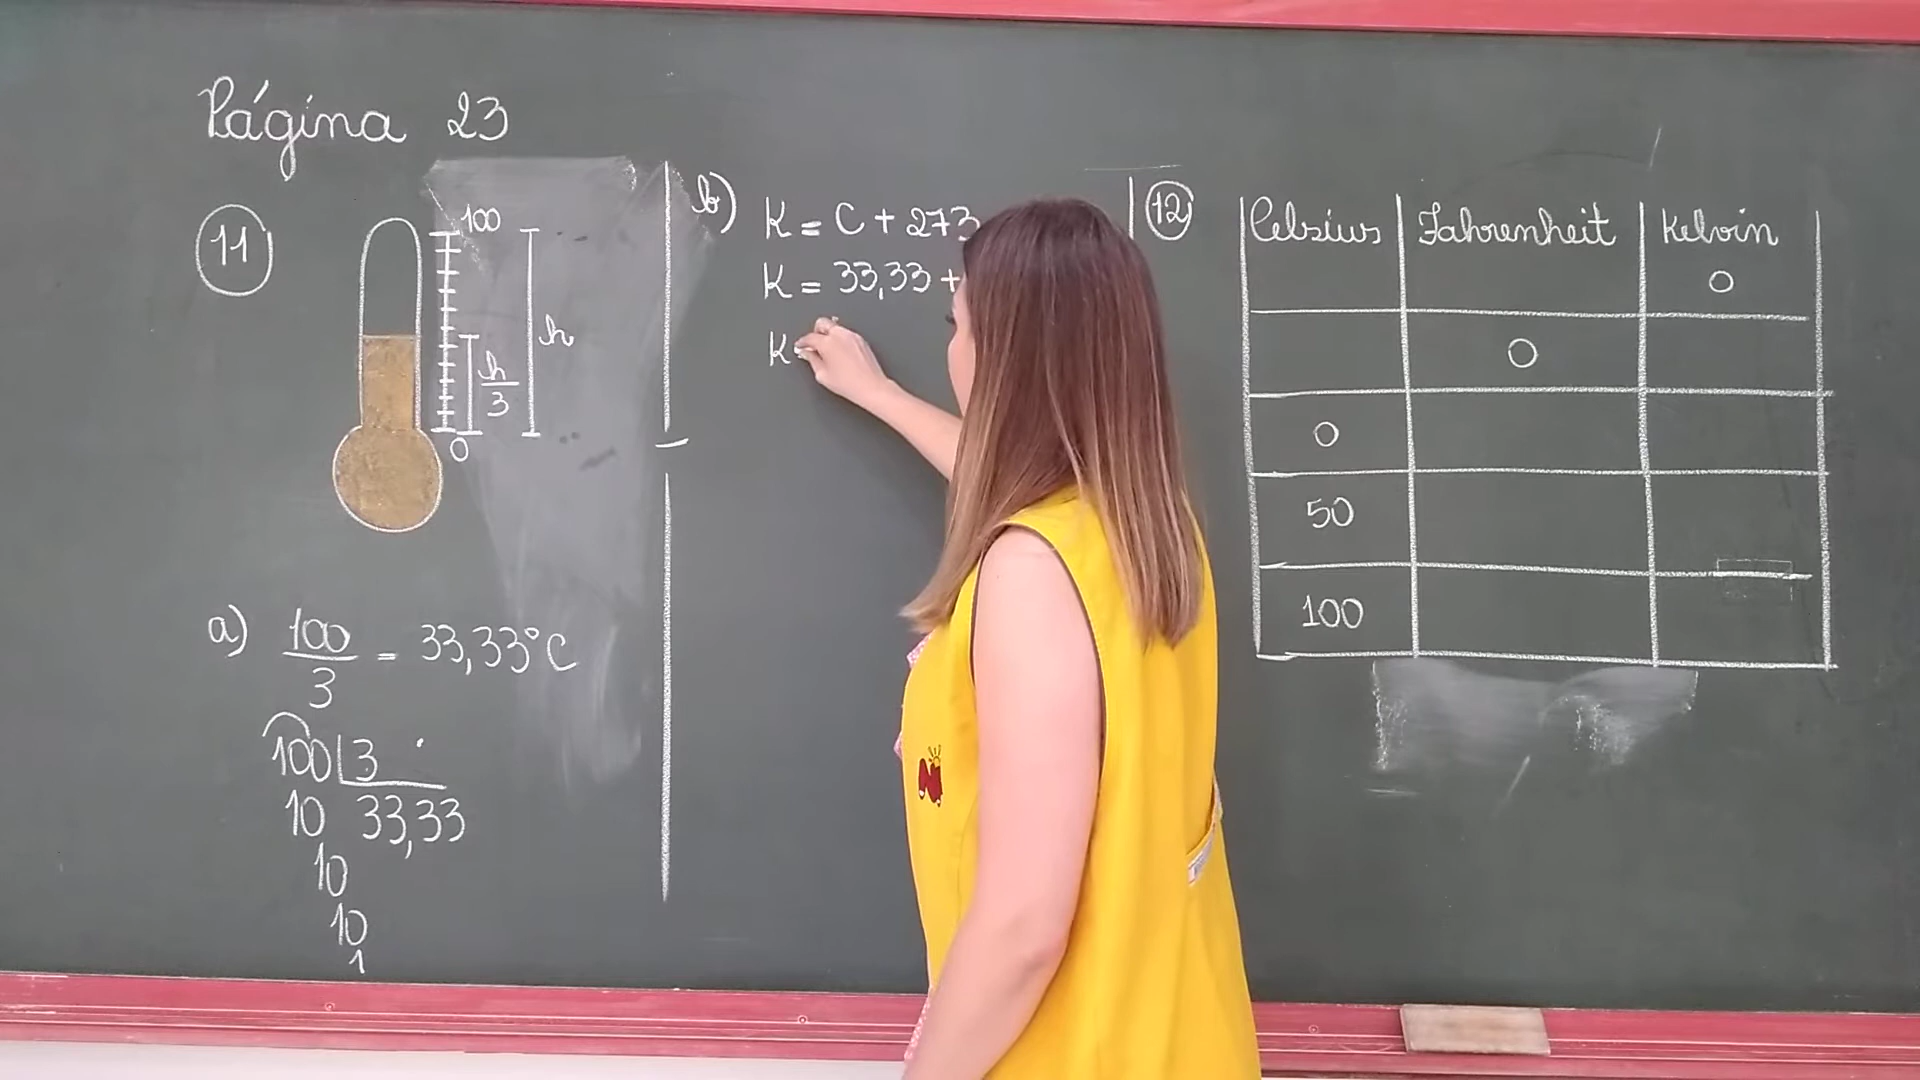 Página 23
11
100
h
h
3
0
a) 100
3
= 33,33°C
100 3
10 33,33
10
10
1
b) K = C + 273
K = 33,33 +
K
12
Celsius Fahrenheit Kelvin
0
0
0
50
100